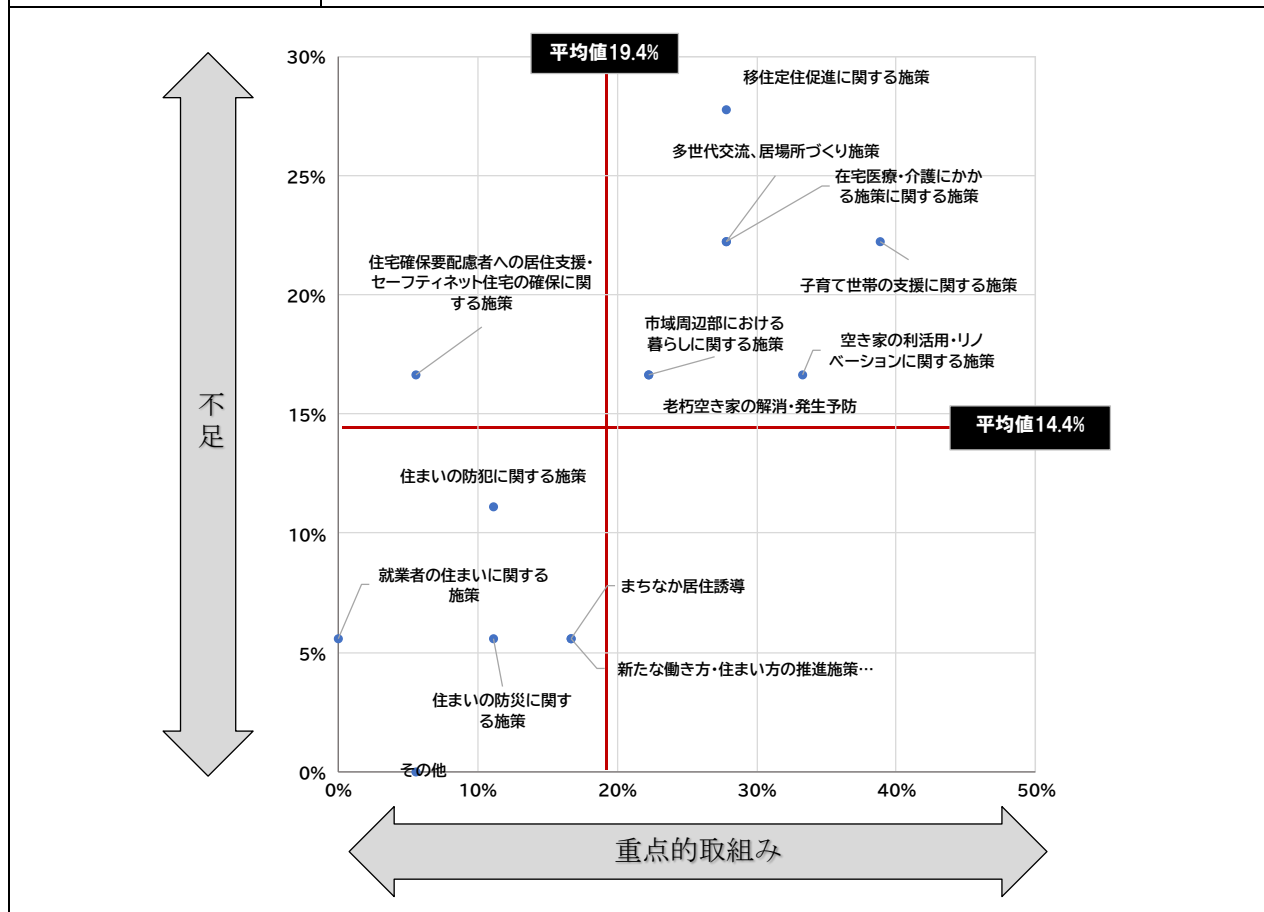 平均値19.4%
30%
移住定住促進に関する施策
多世代交流、居場所づくり施策
25%
在宅医療・介護にかか
る施策に関する施策
住宅確保要配慮者への居住支援・
セーフティネット住宅の確保に関
する施策
子育て世帯の支援に関する施策
20%
市域周辺部における
暮らしに関する施策
空き家の利活用・リノ
ベーションに関する施策
老朽空き家の解消・発生予防
15%
平均値14.4%
不足
住まいの防犯に関する施策
10%
就業者の住まいに関する
施策
まちなか居住誘導
5%
新たな働き方・住まい方の推進施策…
住まいの防災に関す
る施策
0%
その他
0%
10%
20%
30%
40%
50%
重点的取組み